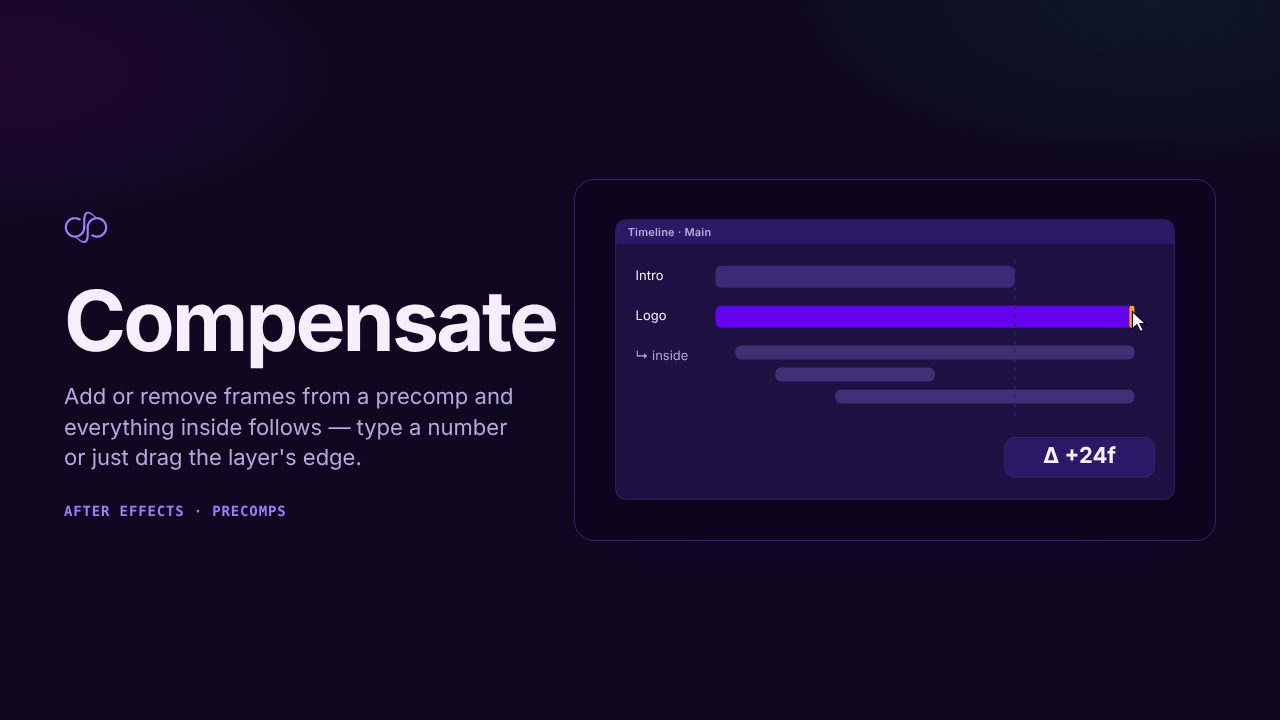 Compensate
Add or remove frames from a precomp and
everything inside follows — type a number
or just drag the layer's edge.
AFTER EFFECTS · PRECOMPS
Timeline · Main
Intro
Logo
↳ inside
Δ +24f